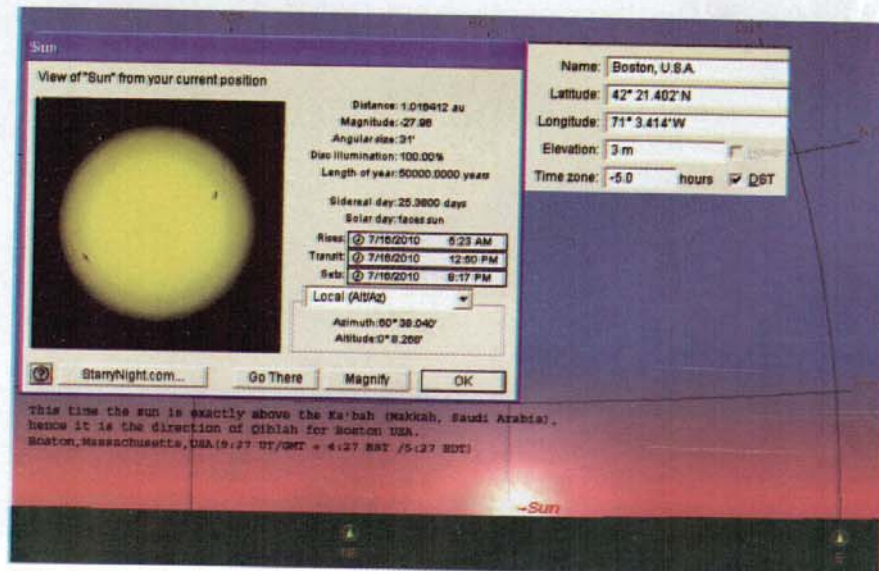 Sun
View of "Sun" from your current position
Distance: 1.016412 au
Magnitude: -27.96
Angular size: 31'
Disc illumination: 100.00%
Length of year: 50000.0000 years
Sidereal day: 25.3800 days
Solar day: faces sun
Rises: 7/16/2010 5:23 AM
Transit: 7/16/2010 12:50 PM
Sets: 7/16/2010 8:17 PM
Local (Alt/Az)
Azimuth: 60° 38.040'
Altitude: 0° 8.268'
StarryNight.com... Go There Magnify OK
Name: Boston, U.S.A.
Latitude: 42° 21.402' N
Longitude: 71° 3.414' W
Elevation: 3 m
Time zone: -5.0 hours DST
This time the sun is exactly above the Ka'bah (Makkah, Saudi Arabia),
hence it is the direction of Qiblah for Boston USA.
Boston,Massachusetts,USA(9:27 UT/GMT = 4:27 EST /5:27 EDT)
Sun
NE
E